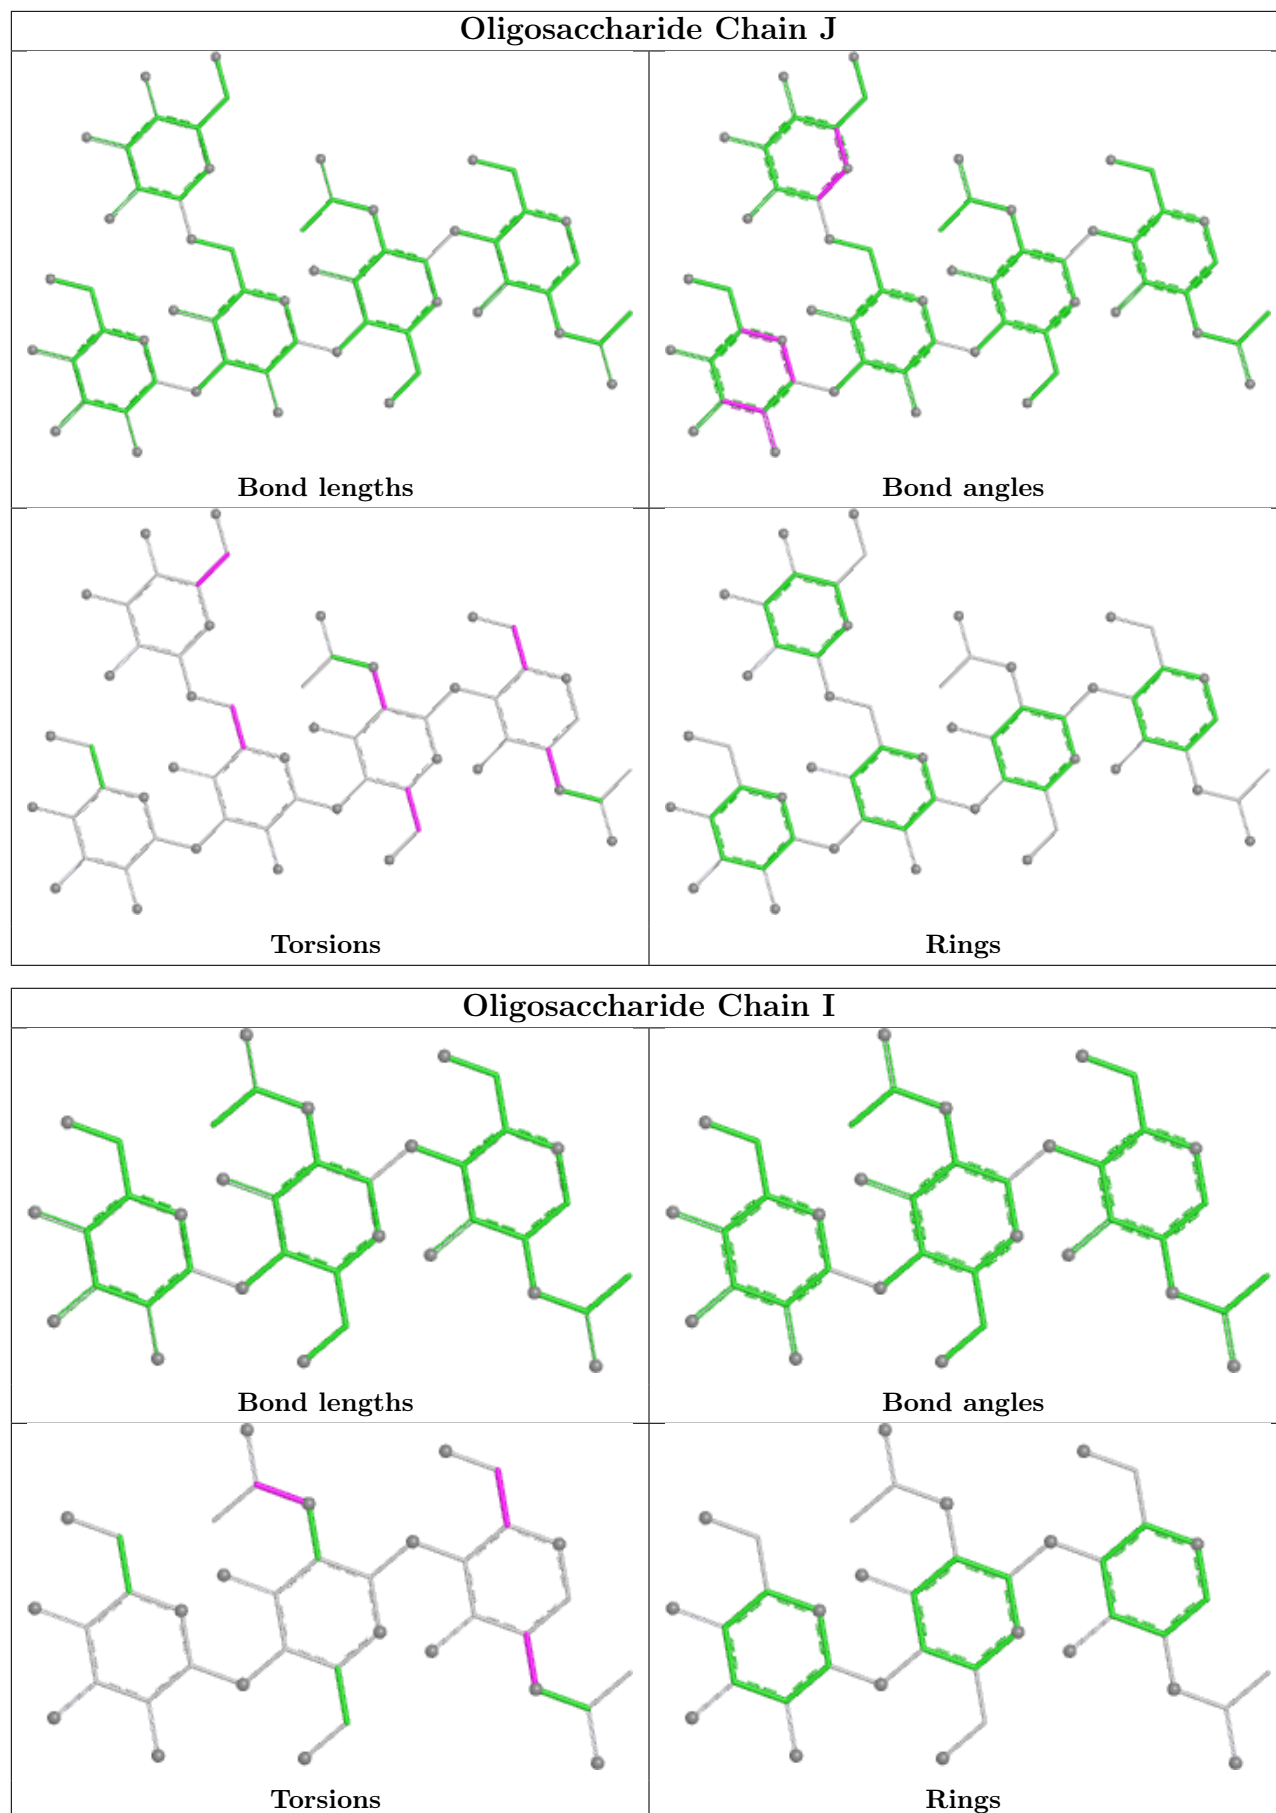 Oligosaccharide Chain J
Bond lengths
Bond angles
Torsions
Rings
Oligosaccharide Chain I
Bond lengths
Bond angles
Torsions
Rings